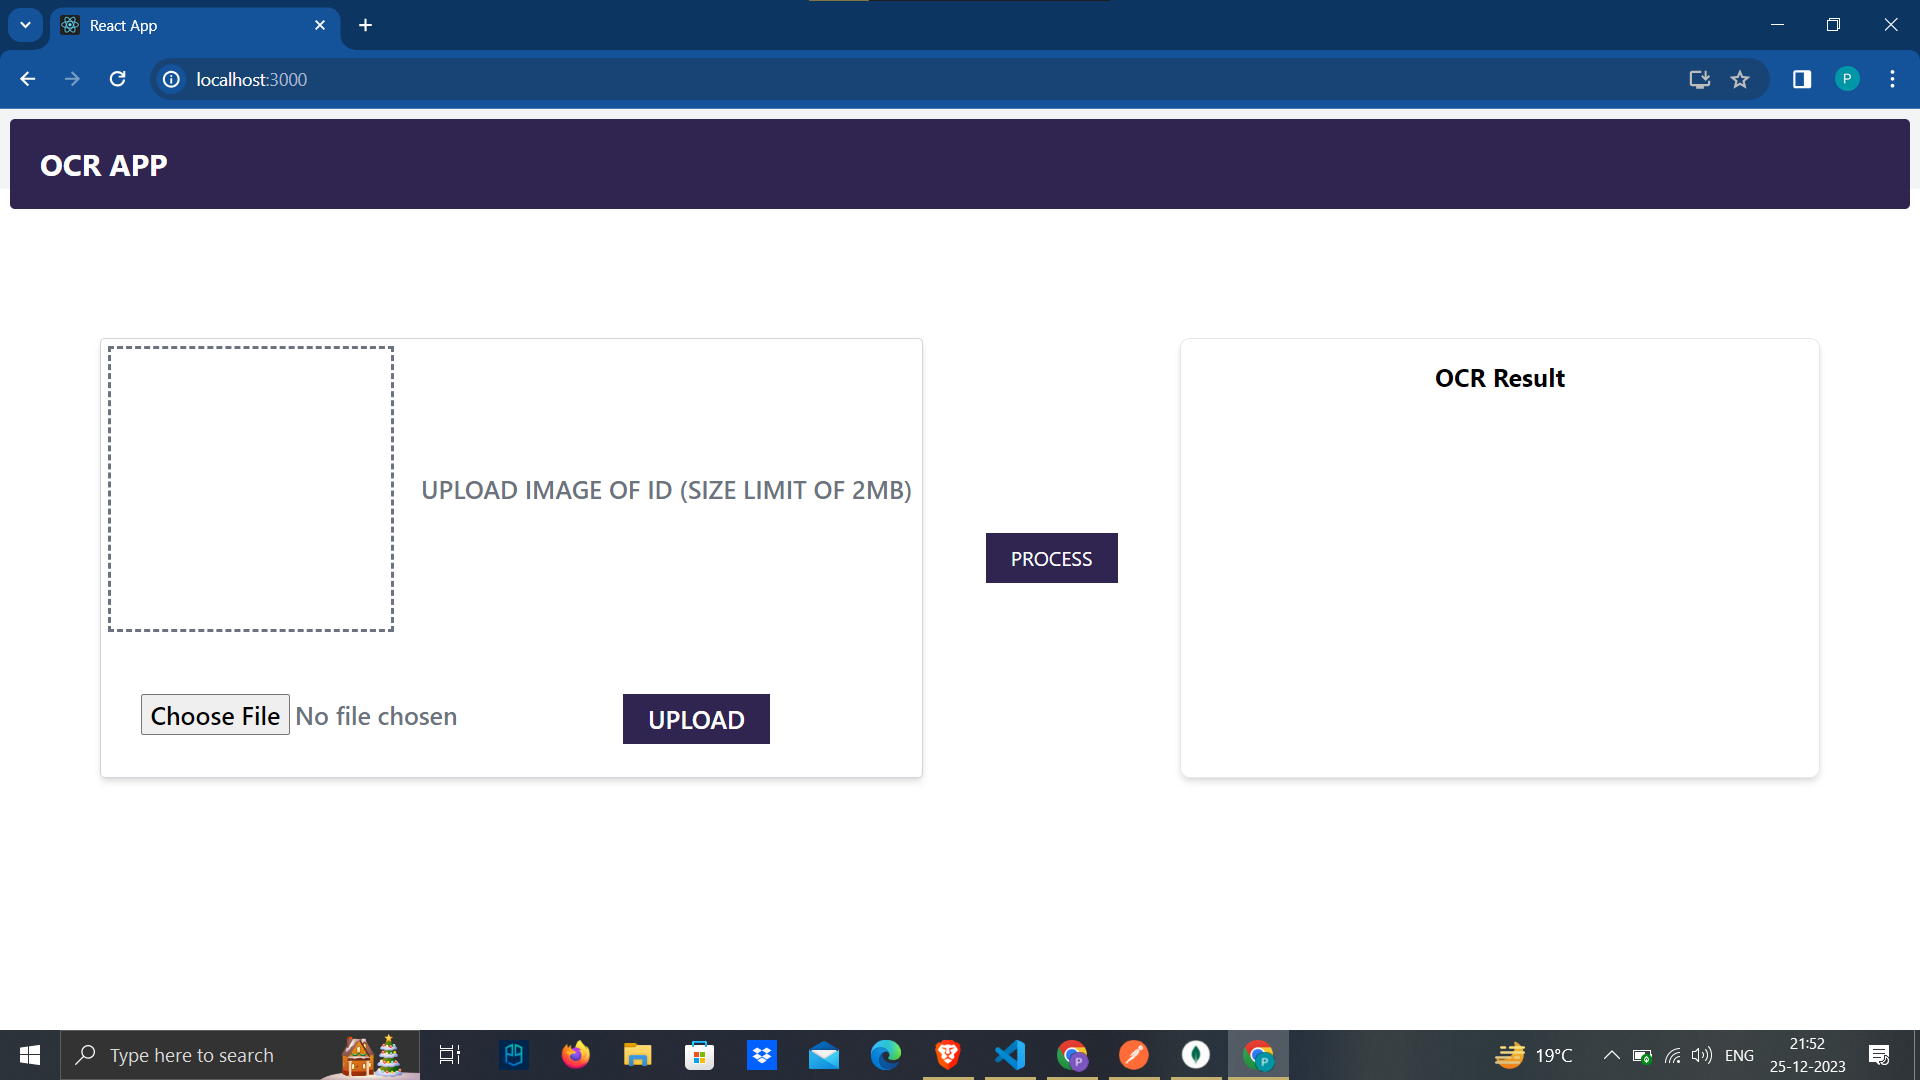 React App
localhost:3000
P
OCR APP
UPLOAD IMAGE OF ID (SIZE LIMIT OF 2MB)
Choose File No file chosen
UPLOAD
PROCESS
OCR Result
Type here to search
P
P
19°C
ENG
21:52
25-12-2023